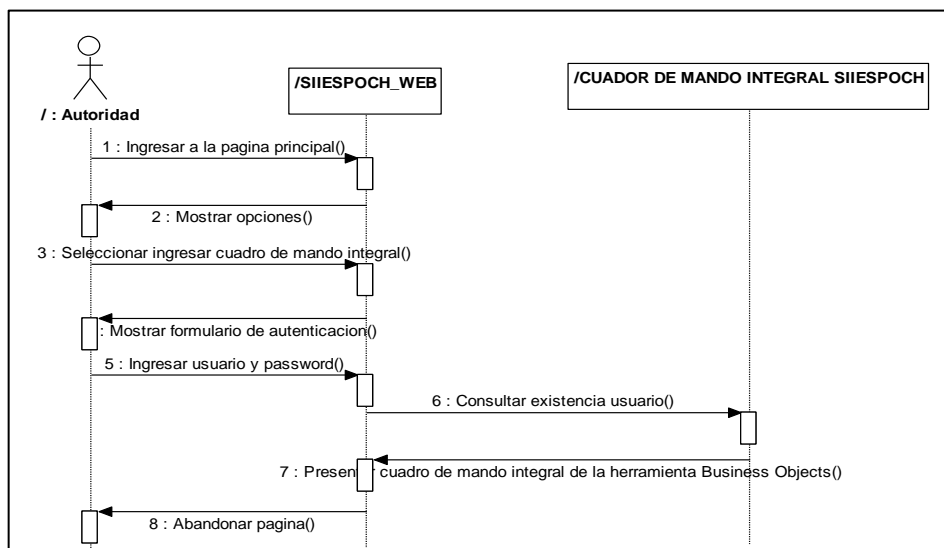 / : Autoridad
/SIIESPOCH_WEB
/CUADOR DE MANDO INTEGRAL SIIESPOCH
1 : Ingresar a la pagina principal()
2 : Mostrar opciones()
3 : Seleccionar ingresar cuadro de mando integral()
: Mostrar formulario de autenticacion()
5 : Ingresar usuario y password()
6 : Consultar existencia usuario()
7 : Presentar cuadro de mando integral de la herramienta Business Objects()
8 : Abandonar pagina()